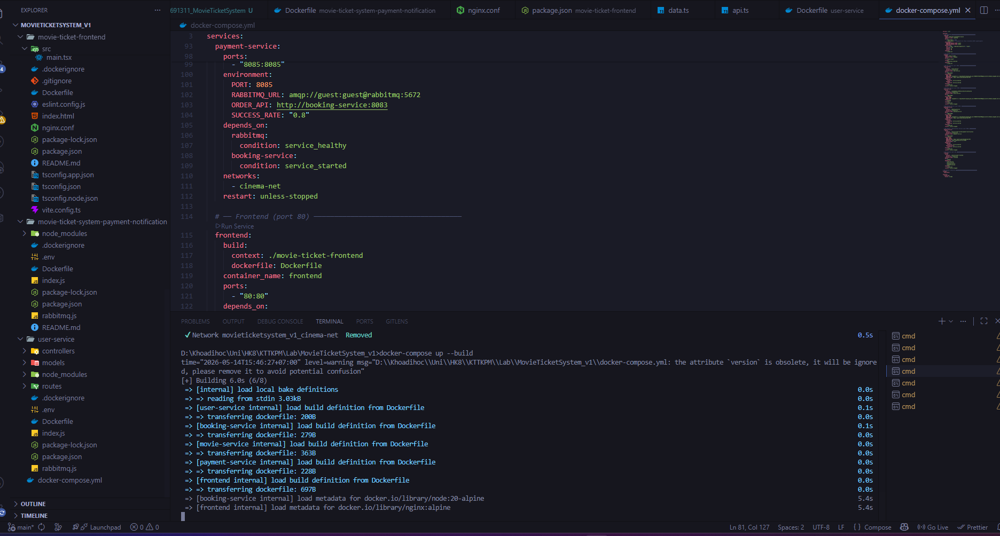 EXPLORER
MOVIETICKETSYSTEM_V1
movie-ticket-frontend
src
main.tsx
.dockerignore
.gitignore
Dockerfile
eslint.config.js
index.html
nginx.conf
package-lock.json
package.json
README.md
tsconfig.app.json
tsconfig.json
tsconfig.node.json
vite.config.ts
movie-ticket-system-payment-notification
node_modules
.dockerignore
.env
Dockerfile
index.js
package-lock.json
package.json
rabbitmq.js
README.md
user-service
controllers
models
node_modules
routes
.dockerignore
.env
Dockerfile
index.js
package-lock.json
package.json
rabbitmq.js
docker-compose.yml
OUTLINE
TIMELINE
691311_MovieTicketSystem U
Dockerfile movie-ticket-system-payment-notification
nginx.conf
package.json movie-ticket-frontend
data.ts
api.ts
Dockerfile user-service
docker-compose.yml
docker-compose.yml
3 services:
93 payment-service:
98 ports:
99 - "8085:8085"
100 environment:
101 PORT: 8085
102 RABBITMQ_URL: amqp://guest:guest@rabbitmq:5672
103 ORDER_API: http://booking-service:8083
104 SUCCESS_RATE: "0.8"
105 depends_on:
106 rabbitmq:
107 condition: service_healthy
108 booking-service:
109 condition: service_started
110 networks:
111 - cinema-net
112 restart: unless-stopped
113
114 # ── Frontend (port 80) ────────────────────────────────────
Run Service
115 frontend:
116 build:
117 context: ./movie-ticket-frontend
118 dockerfile: Dockerfile
119 container_name: frontend
120 ports:
121 - "80:80"
122 depends_on:
PROBLEMS OUTPUT DEBUG CONSOLE TERMINAL PORTS GITLENS
✔Network movieticketsystem_v1_cinema-net Removed 0.5s
D:\Khoadihoc\Uni\HK8\KTTKPM\Lab\MovieTicketSystem_v1>docker-compose up --build
time="2026-05-14T15:46:27+07:00" level=warning msg="D:\\Khoadihoc\\Uni\\HK8\\KTTKPM\\Lab\\MovieTicketSystem_v1\\docker-compose.yml: the attribute `version` is obsolete, it will be ignore
d, please remove it to avoid potential confusion"
[+] Building 6.0s (6/8)
=> [internal] load local bake definitions 0.0s
=> => reading from stdin 3.03kB 0.0s
=> [user-service internal] load build definition from Dockerfile 0.1s
=> => transferring dockerfile: 200B 0.0s
=> [booking-service internal] load build definition from Dockerfile 0.1s
=> => transferring dockerfile: 279B 0.0s
=> [movie-service internal] load build definition from Dockerfile 0.0s
=> => transferring dockerfile: 363B 0.0s
=> [payment-service internal] load build definition from Dockerfile 0.0s
=> => transferring dockerfile: 228B 0.0s
=> [frontend internal] load build definition from Dockerfile 0.0s
=> => transferring dockerfile: 697B 0.0s
=> [booking-service internal] load metadata for docker.io/library/node:20-alpine 5.4s
=> [frontend internal] load metadata for docker.io/library/nginx:alpine 5.4s
cmd
cmd
cmd
cmd
cmd
cmd
cmd
main* Launchpad 0 0 Ln 81, Col 127 Spaces: 2 UTF-8 LF { } Compose Go Live Prettier